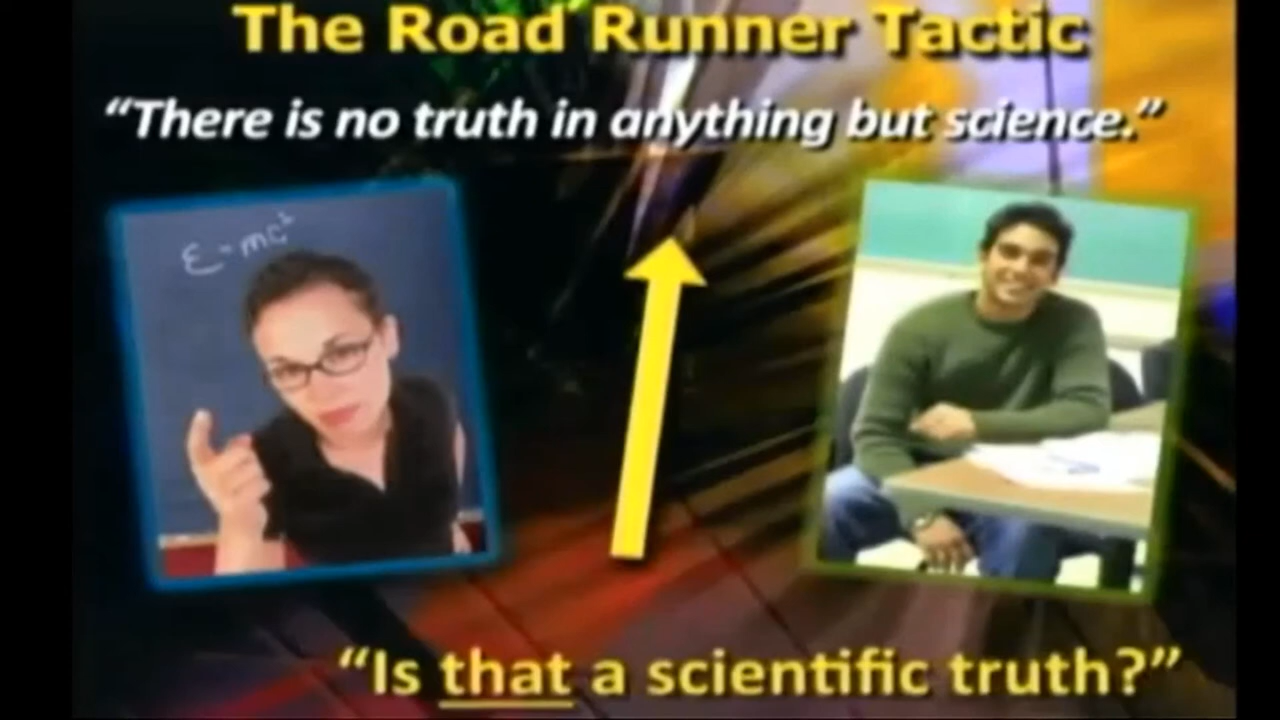 The Road Runner Tactic
“There is no truth in anything but science.”
E=mc²
“Is that a scientific truth?”